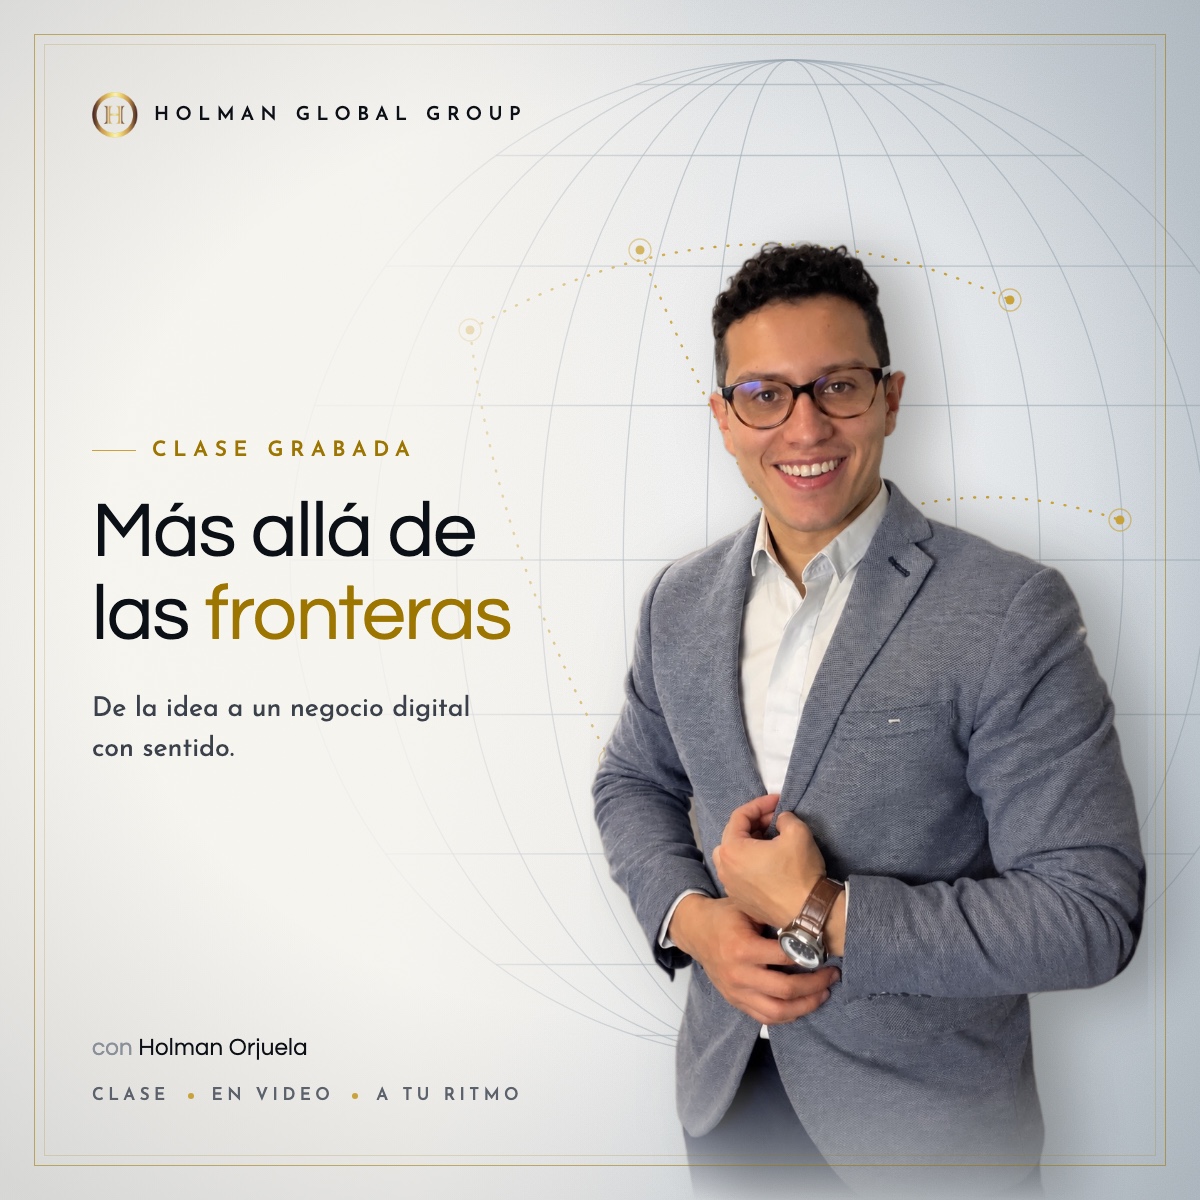 HOLMAN GLOBAL GROUP
CLASE GRABADA
Más allá de
las fronteras
De la idea a un negocio digital
con sentido.
con Holman Orjuela
CLASE • EN VIDEO • A TU RITMO